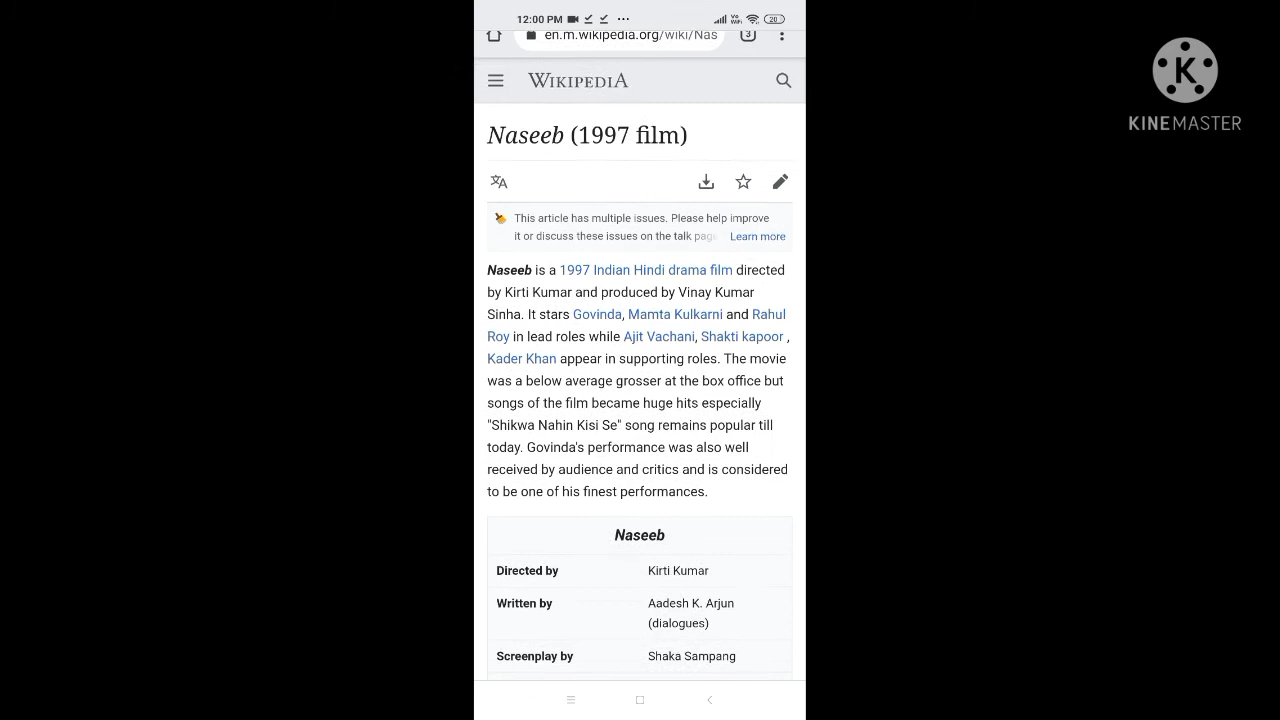 12:00 PM ... Vo WiFi 20
en.m.wikipedia.org/wiki/Nas 3
WIKIPEDIA
K
KINEMASTER
Naseeb (1997 film)
This article has multiple issues. Please help improve
it or discuss these issues on the talk page Learn more
Naseeb is a 1997 Indian Hindi drama film directed
by Kirti Kumar and produced by Vinay Kumar
Sinha. It stars Govinda, Mamta Kulkarni and Rahul
Roy in lead roles while Ajit Vachani, Shakti kapoor ,
Kader Khan appear in supporting roles. The movie
was a below average grosser at the box office but
songs of the film became huge hits especially
"Shikwa Nahin Kisi Se" song remains popular till
today. Govinda's performance was also well
received by audience and critics and is considered
to be one of his finest performances.
Naseeb
Directed by Kirti Kumar
Written by Aadesh K. Arjun
(dialogues)
Screenplay by Shaka Sampang